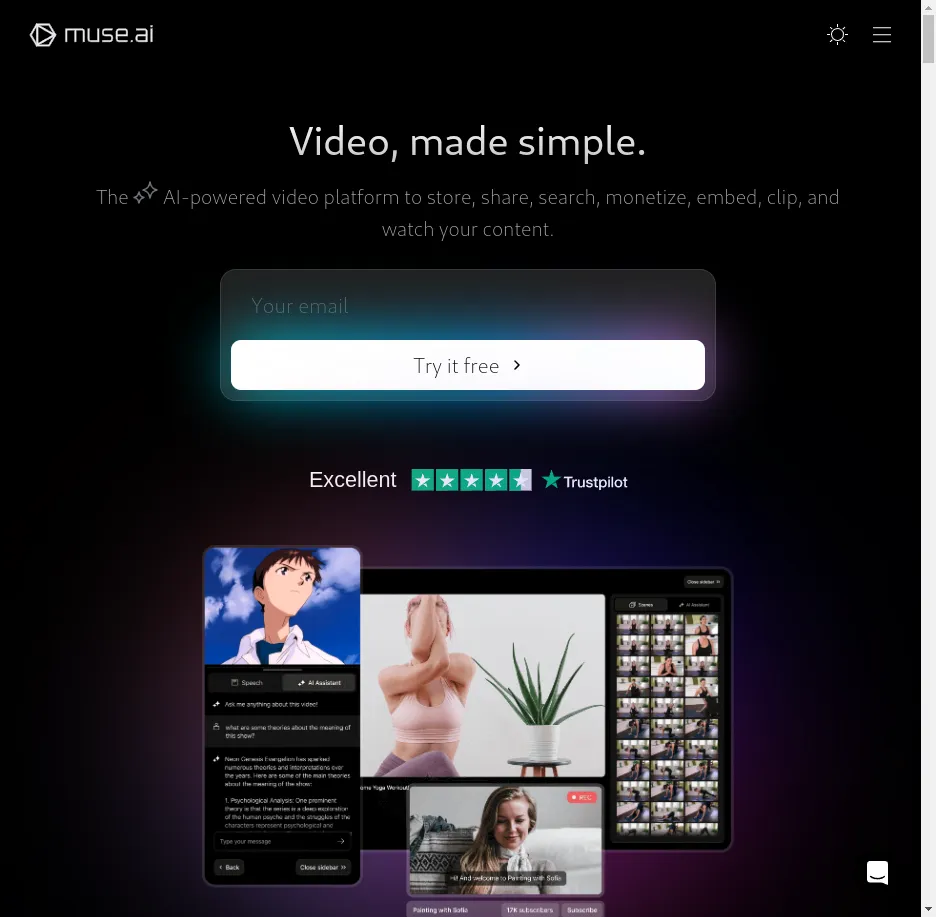 muse.ai
Video, made simple.
The AI-powered video platform to store, share, search, monetize, embed, clip, and
watch your content.
Your email
Try it free
Excellent
Trustpilot
Close sidebar
Scenes
AI Assistant
Speech
AI Assistant
Ask me anything about this video!
what are some theories about the meaning of
this show?
Neon Genesis Evangelion has sparked
numerous theories and interpretations over
the years. Here are some of the main theories
about the meaning of the show:
1. Psychological Analysis: One prominent
theory is that the series is a deep exploration
of the human psyche and the struggles of the
characters represent psychological and
Type your message
Back
Close sidebar
ome Yoga Workout
REC
Hi! And welcome to Painting with Sofie
Painting with Sofie
17K subscribers
Subscribe